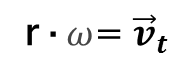 r · ω = v⃗ₜ